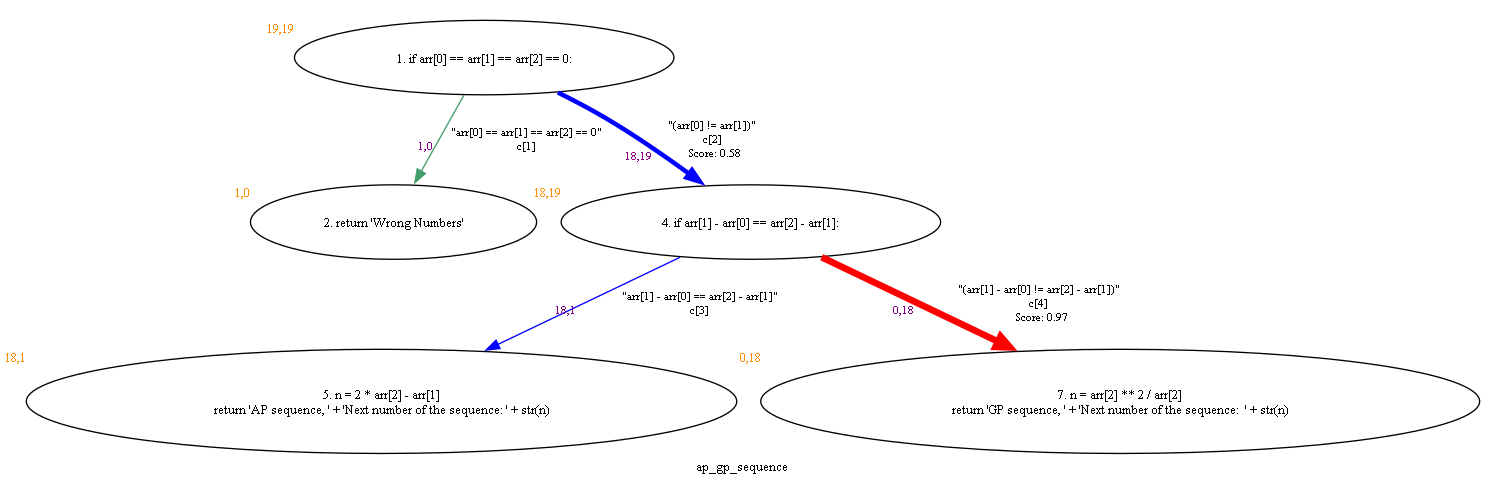 19,19
1. if arr[0] == arr[1] == arr[2] == 0:
1,0
"arr[0] == arr[1] == arr[2] == 0"
c[1]
18,19
"(arr[0] != arr[1])"
c[2]
Score: 0.58
1,0
2. return 'Wrong Numbers'
18,19
4. if arr[1] - arr[0] == arr[2] - arr[1]:
18,1
"arr[1] - arr[0] == arr[2] - arr[1]"
c[3]
0,18
"(arr[1] - arr[0] != arr[2] - arr[1])"
c[4]
Score: 0.97
18,1
5. n = 2 * arr[2] - arr[1]
return 'AP sequence, ' + 'Next number of the sequence: ' + str(n)
0,18
7. n = arr[2] ** 2 / arr[2]
return 'GP sequence, ' + 'Next number of the sequence:  ' + str(n)
ap_gp_sequence